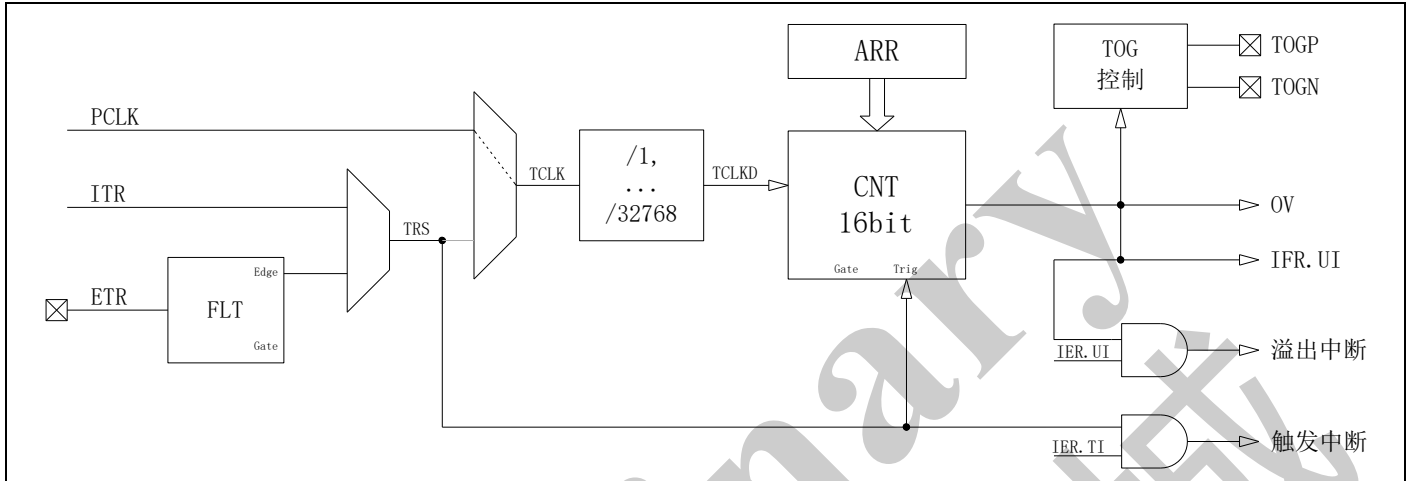 ARR
TOG
控制
TOGP
TOGN
PCLK
TCLK
/1,
...
/32768
TCLKD
CNT
16bit
Gate
Trig
OV
ITR
TRS
IFR.UI
ETR
Edge
FLT
Gate
IER.UI
溢出中断
IER.TI
触发中断